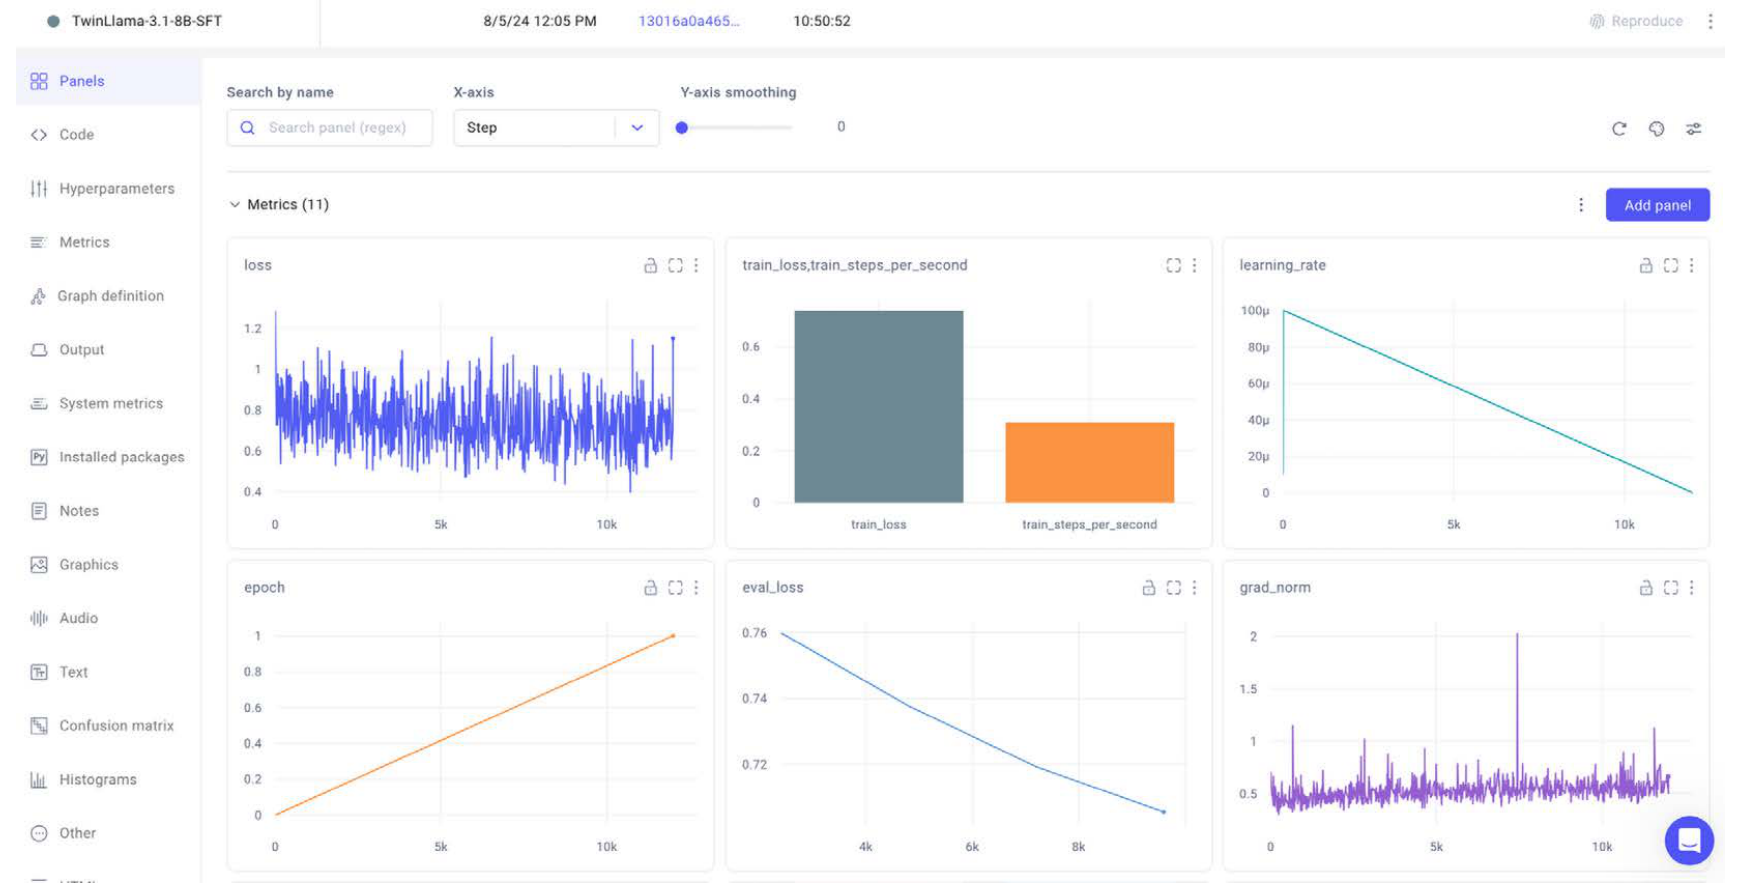 TwinLlama-3.1-8B-SFT 8/5/24 12:05 PM 13016a0a465... 10:50:52 Reproduce
Panels
Code
Hyperparameters
Metrics
Graph definition
Output
System metrics
Installed packages
Notes
Graphics
Audio
Text
Confusion matrix
Histograms
Other
Search by name X-axis Y-axis smoothing
Search panel (regex) Step 0
Metrics (11) Add panel
loss
1.2
1
0.8
0.6
0.4
0 5k 10k
train_loss,train_steps_per_second
0.6
0.4
0.2
0
train_loss train_steps_per_second
learning_rate
100μ
80μ
60μ
40μ
20μ
0
0 5k 10k
epoch
1
0.8
0.6
0.4
0.2
0
0 5k 10k
eval_loss
0.76
0.74
0.72
4k 6k 8k
grad_norm
2
1.5
1
0.5
0 5k 10k